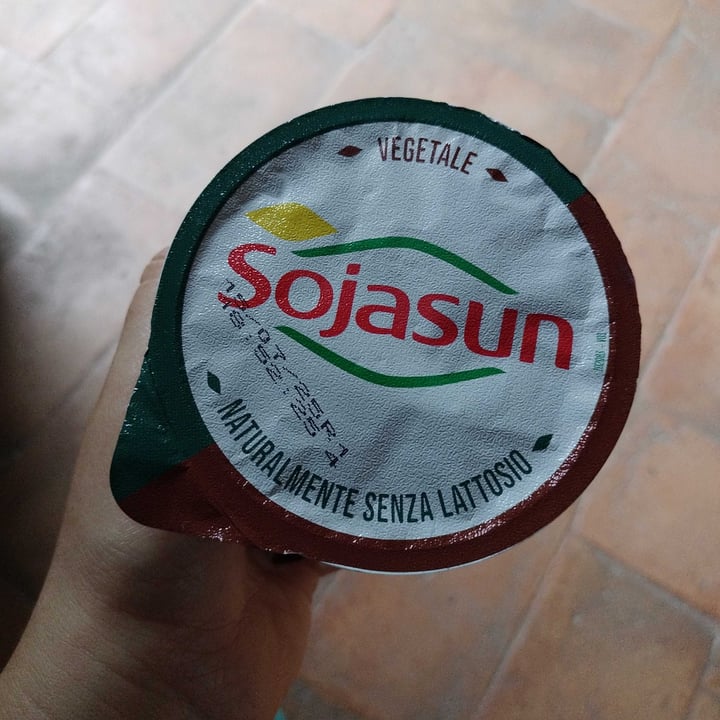 VEGETALE
Sojasun
NATURALMENTE SENZA LATTOSIO